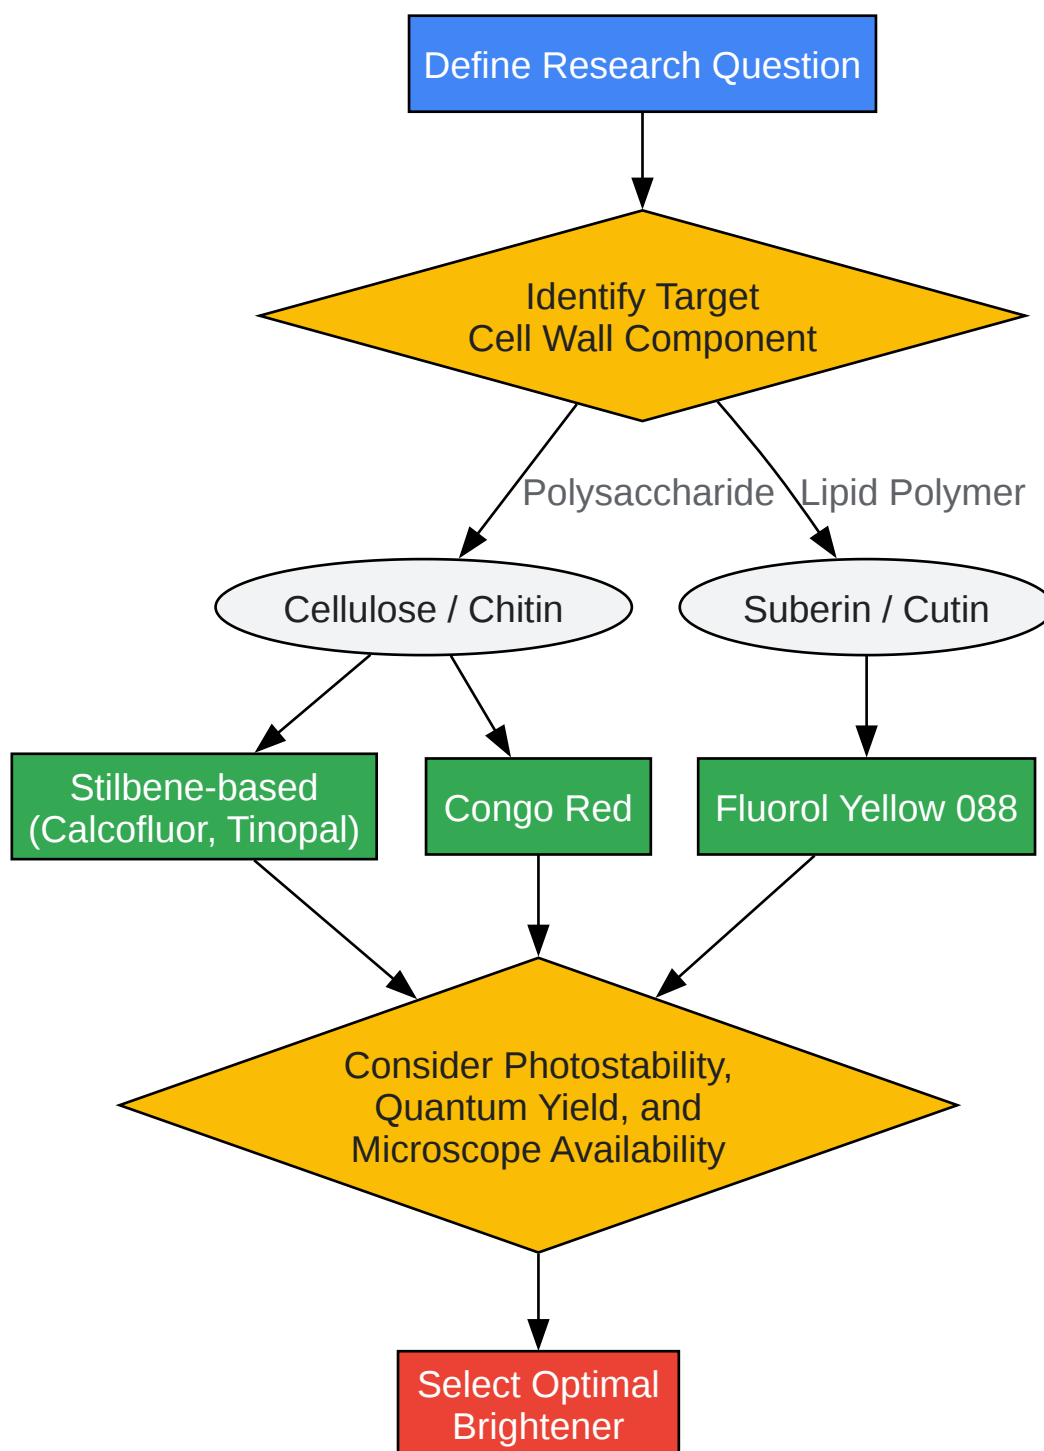 Define Research Question
Identify Target
Cell Wall Component
Polysaccharide
Lipid Polymer
Cellulose / Chitin
Suberin / Cutin
Stilbene-based
(Calcofluor, Tinopal)
Congo Red
Fluorol Yellow 088
Consider Photostability,
Quantum Yield, and
Microscope Availability
Select Optimal
Brightener